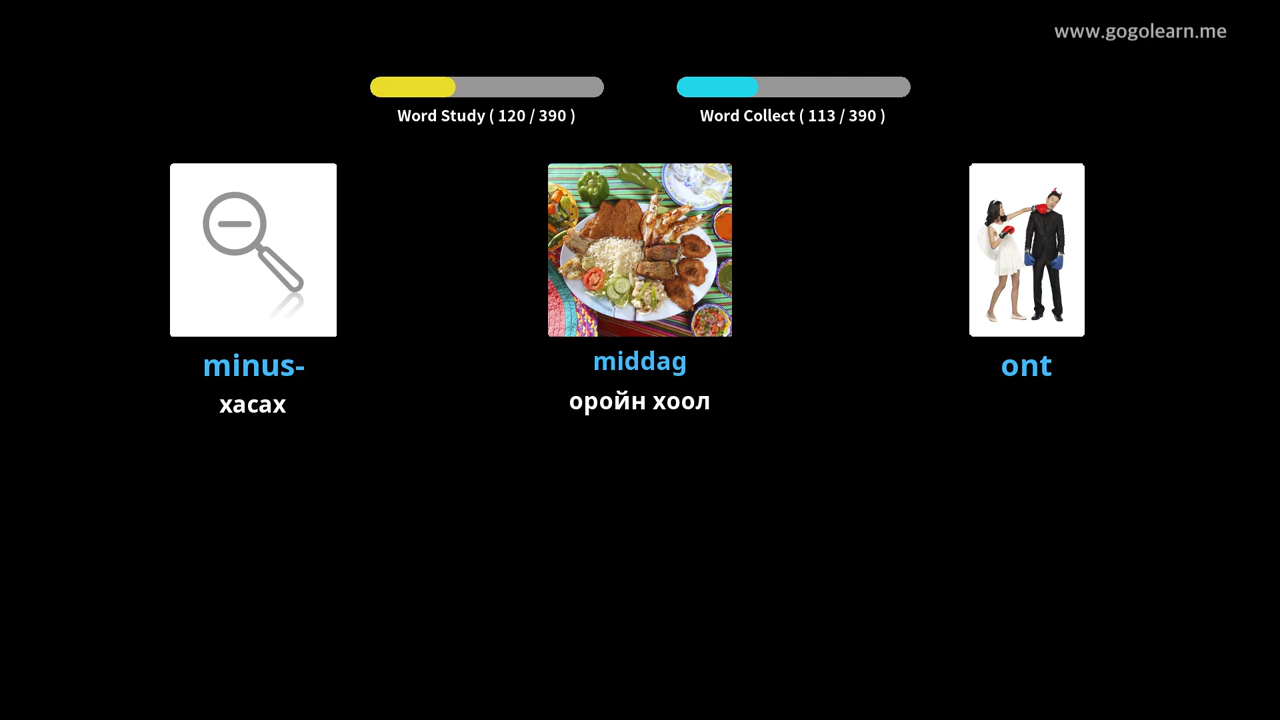 www.gogolearn.me
Word Study ( 120 / 390 )
Word Collect ( 113 / 390 )
minus-
хасах
middag
оройн хоол
ont